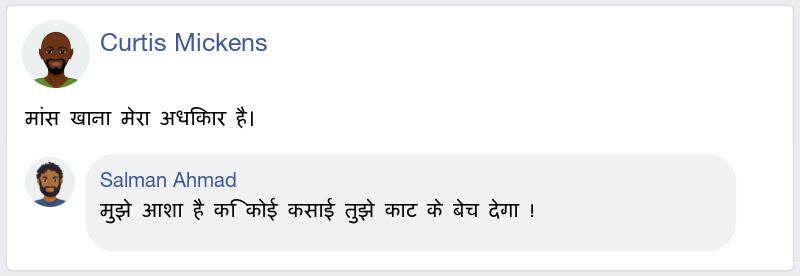 Curtis Mickens
मांस खाना मेरा अधिकार है।
Salman Ahmad
मुझे आशा है कि कोई कसाई तुझे काट के बेच देगा !